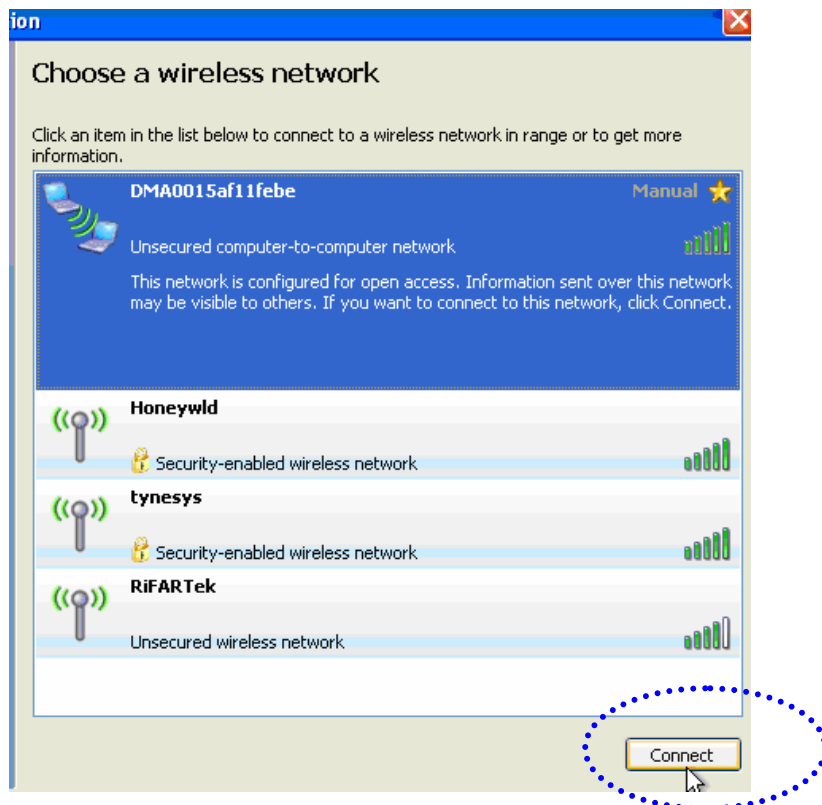 ion
Choose a wireless network
Click an item in the list below to connect to a wireless network in range or to get more
information.
DMA0015af11febe
Manual
Unsecured computer-to-computer network
This network is configured for open access. Information sent over this network
may be visible to others. If you want to connect to this network, click Connect.
Honeywld
Security-enabled wireless network
tynesys
Security-enabled wireless network
RiFARTek
Unsecured wireless network
Connect